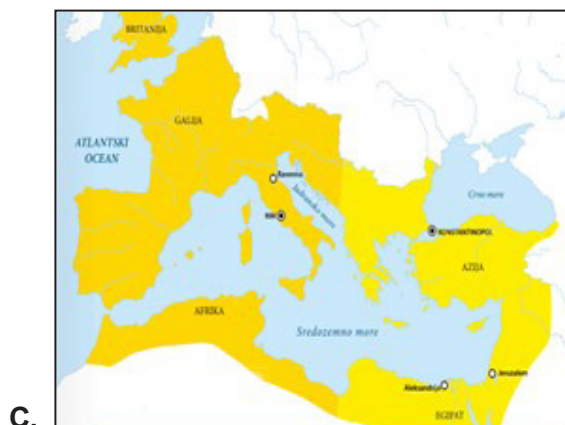 BRITANIJA
GALIJA
ATLANTSKI
OCEAN
Ravenna
Jadransko more
RIM
Crno more
KONSTANTINOPOL
AZIJA
AFRIKA
Sredozemno more
Aleksandrija
Jeruzalem
EGIPAT
C.